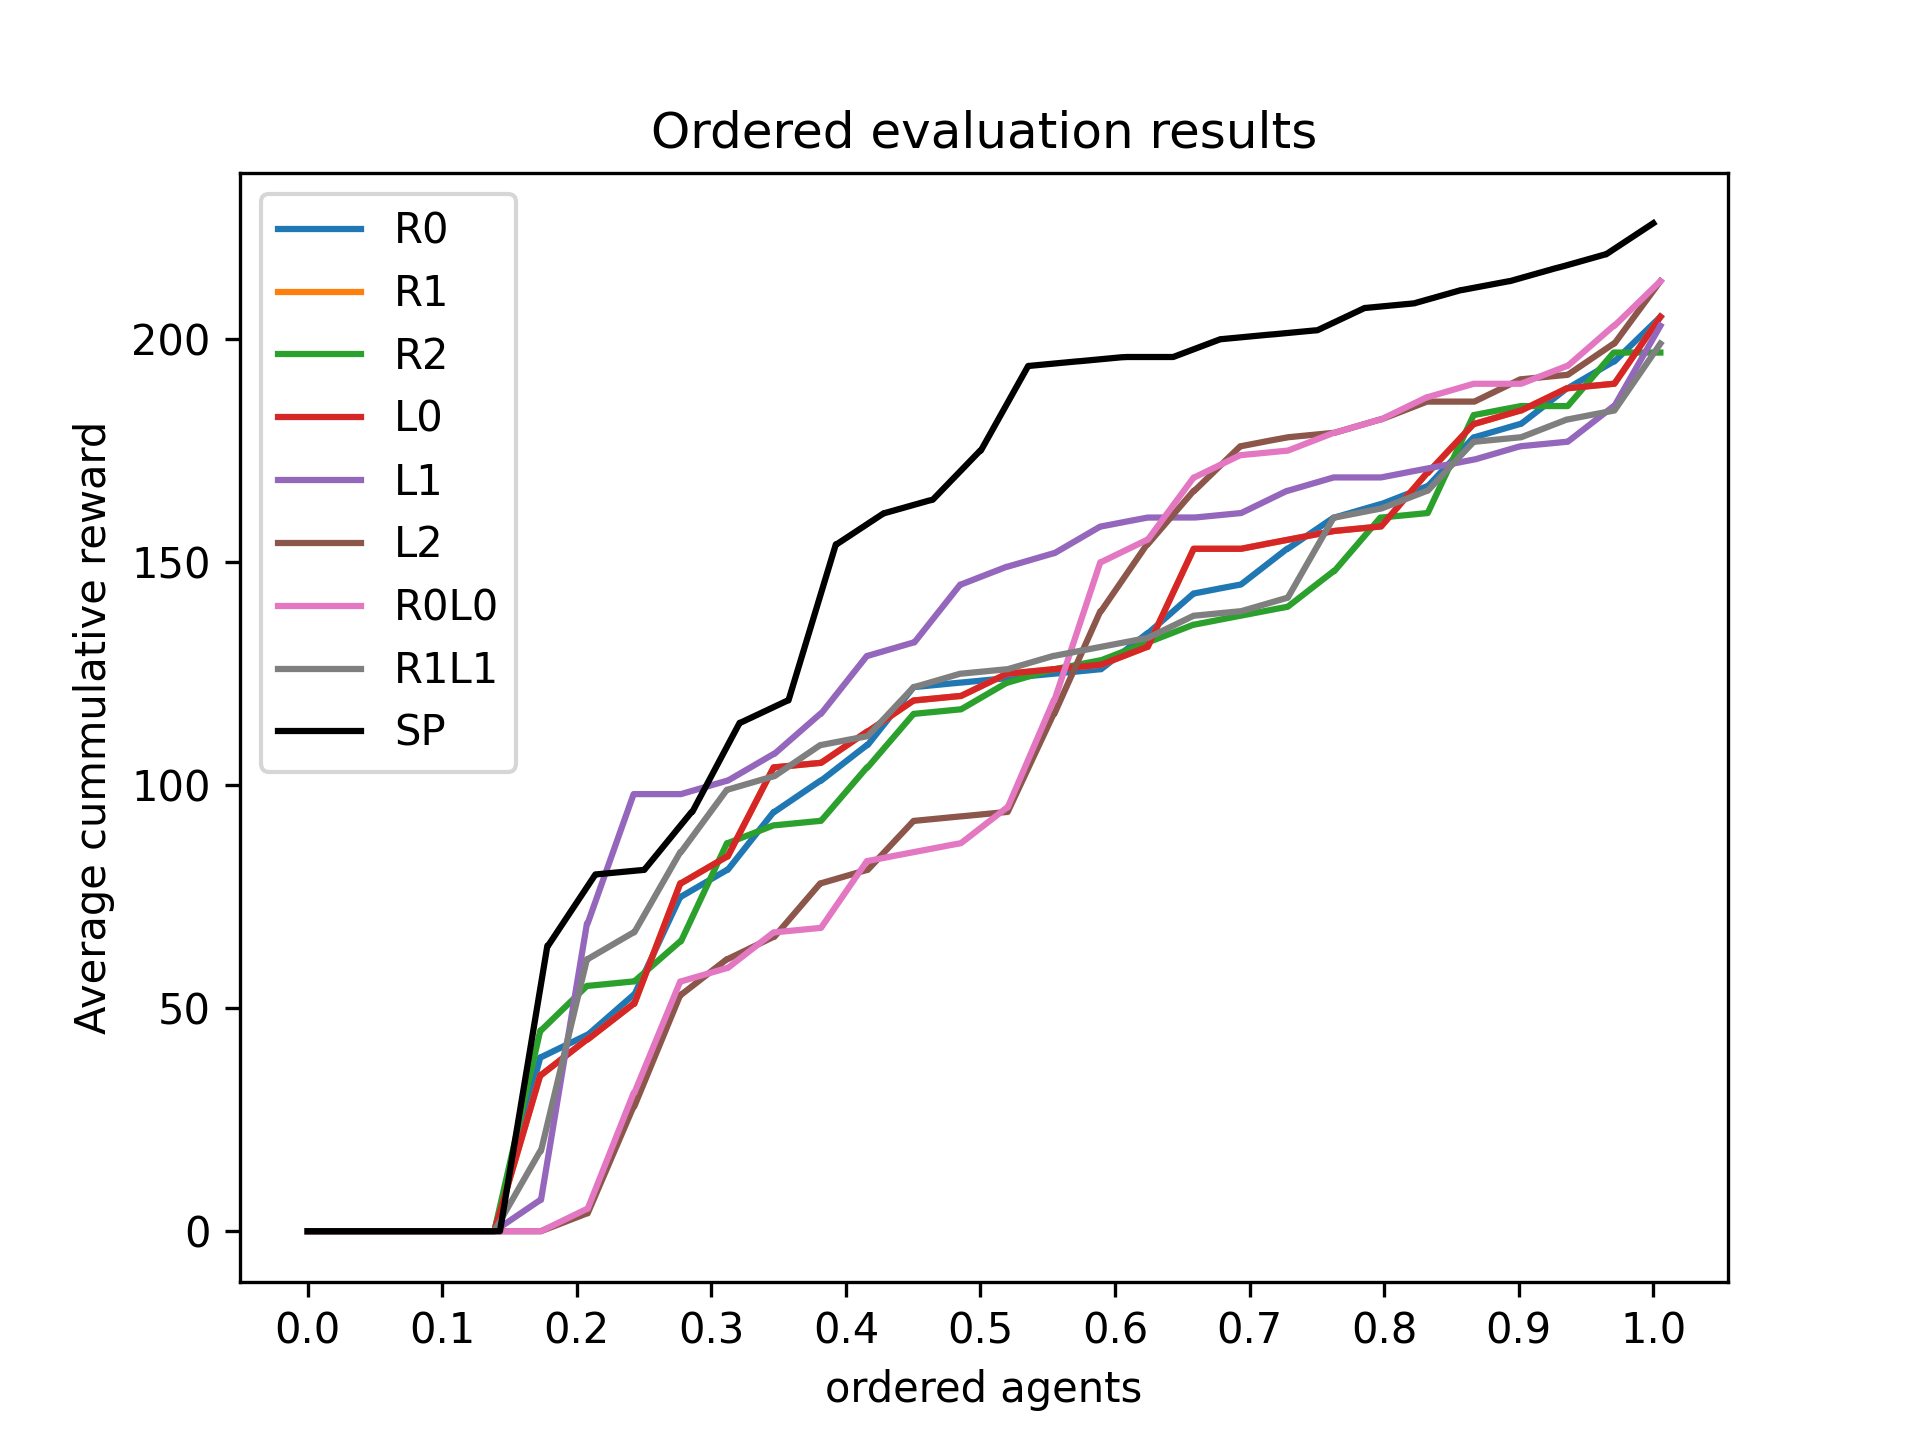 Ordered evaluation results
R0
R1
R2
L0
L1
L2
R0L0
R1L1
SP
Average cummulative reward
200
150
100
50
0
0.0 0.1 0.2 0.3 0.4 0.5 0.6 0.7 0.8 0.9 1.0
ordered agents